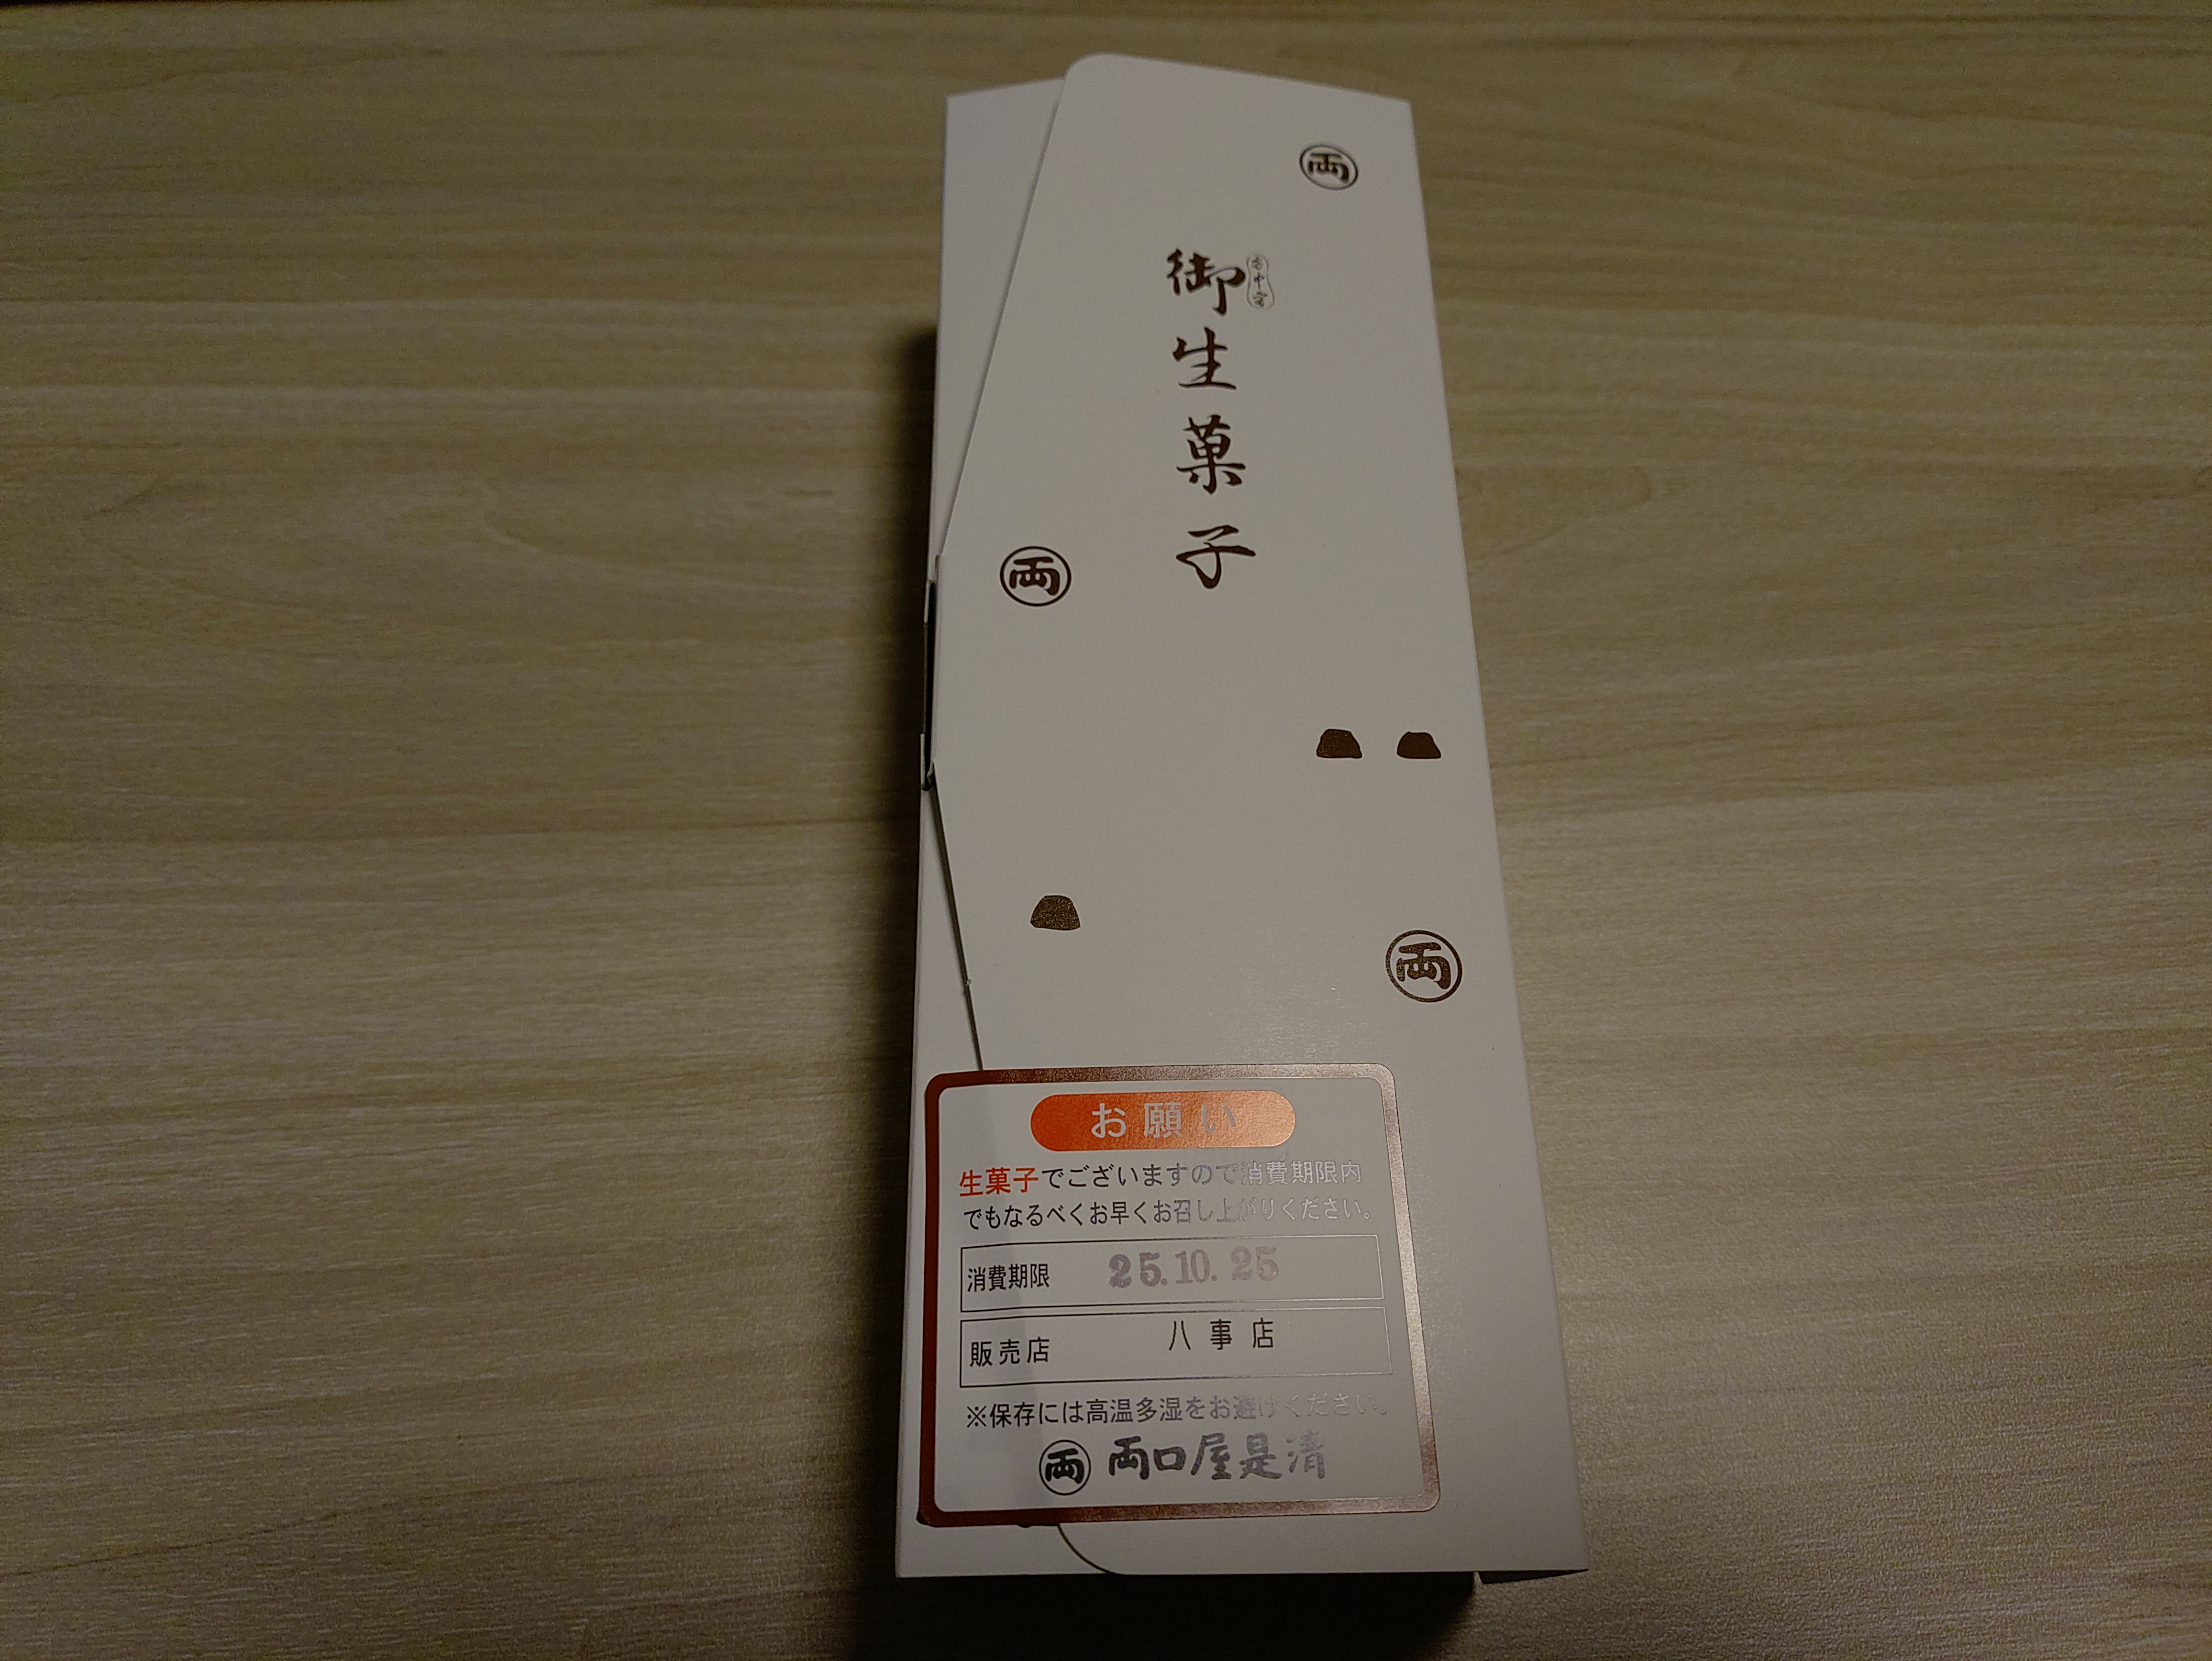 両
御生菓子
両
両
お願い
生菓子でございますので消費期限内
でもなるべくお早くお召し上がりください。
消費期限 25.10.25
販売店 八事店
※保存には高温多湿をお避けください。
両 両口屋是清